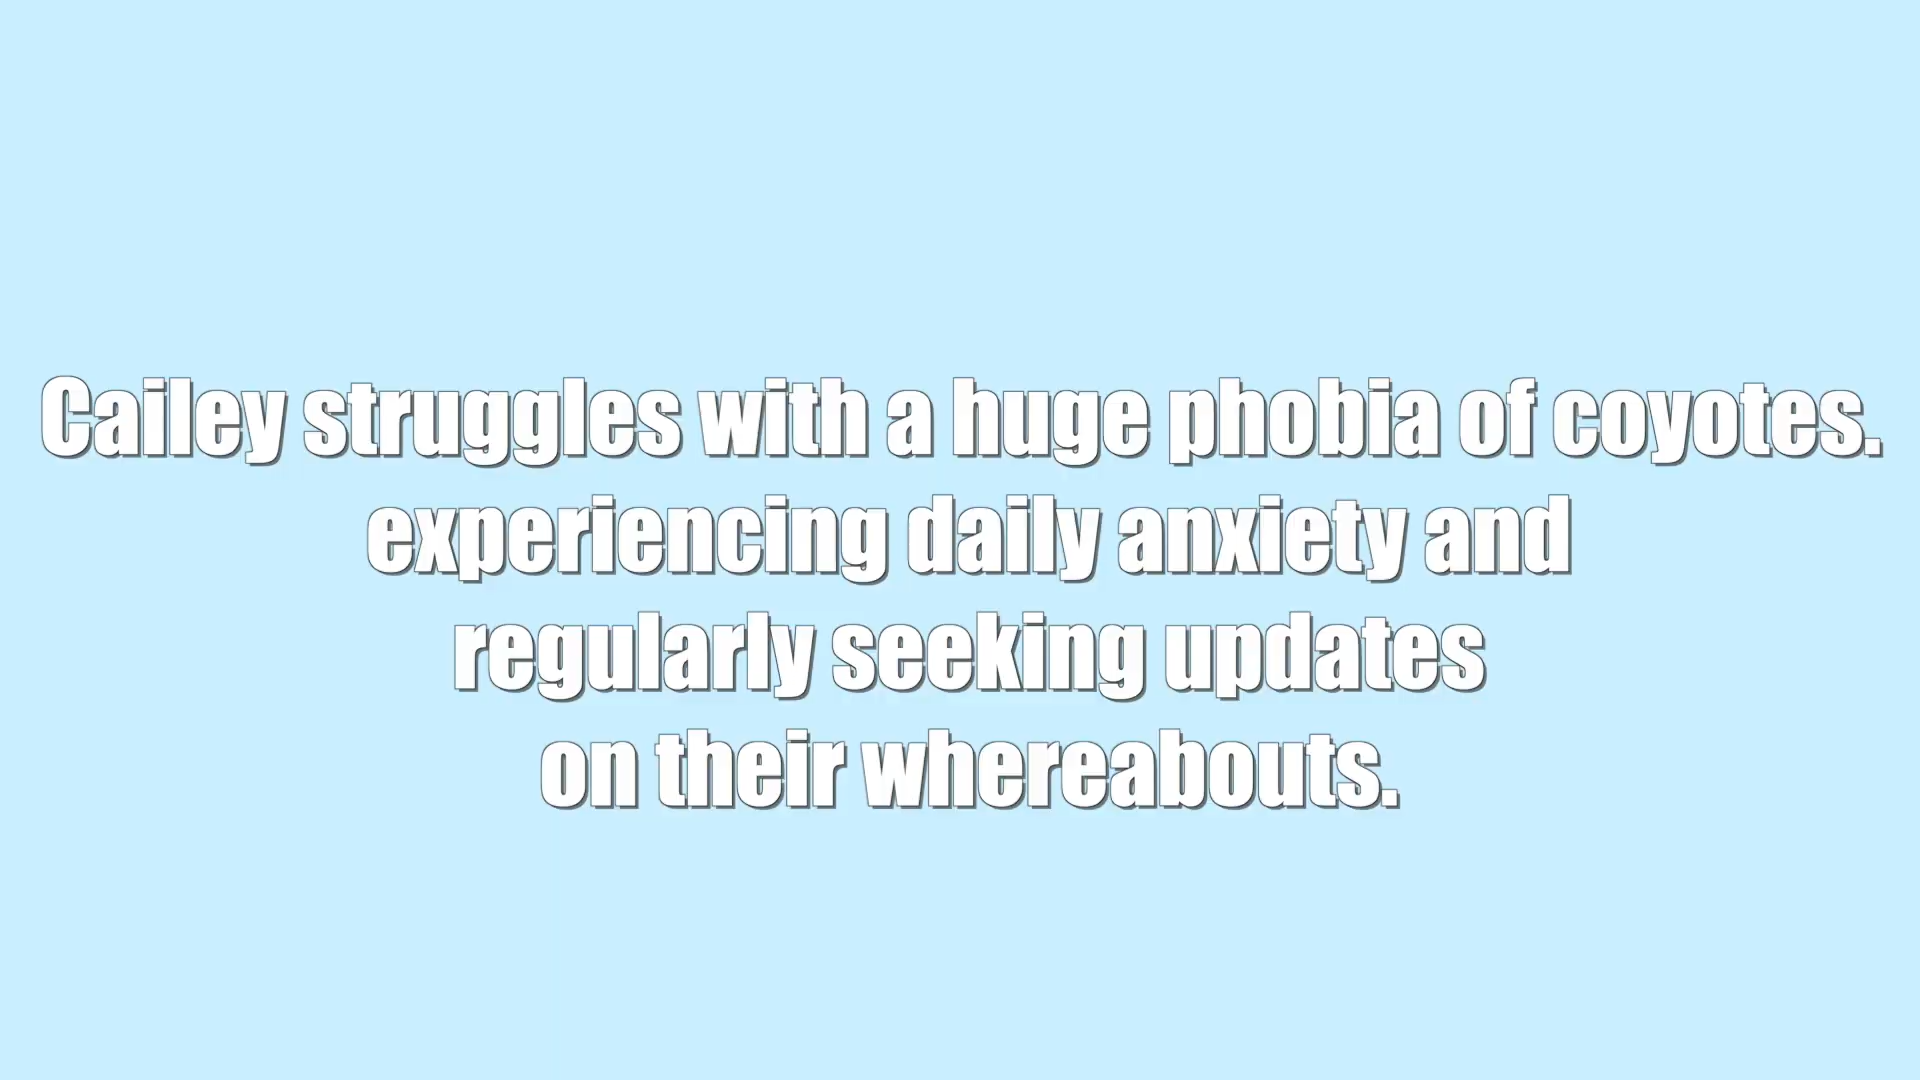 Cailey struggles with a huge phobia of coyotes.
experiencing daily anxiety and
regularly seeking updates
on their whereabouts.